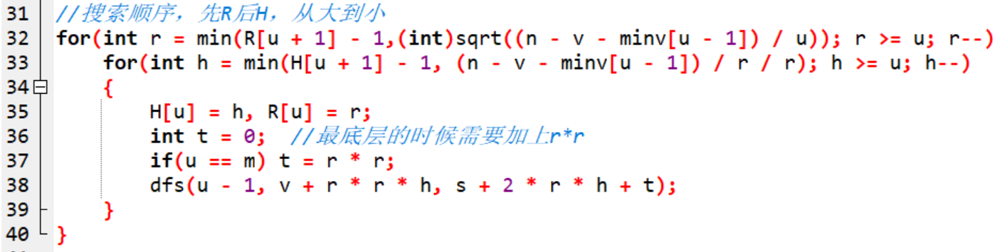 31 //搜索顺序，先R后H，从大到小
32 for(int r = min(R[u + 1] - 1,(int)sqrt((n - v - minv[u - 1]) / u)); r >= u; r--)
33     for(int h = min(H[u + 1] - 1, (n - v - minv[u - 1]) / r / r); h >= u; h--)
34     {
35         H[u] = h, R[u] = r;
36         int t = 0;  //最底层的时候需要加上r*r
37         if(u == m) t = r * r;
38         dfs(u - 1, v + r * r * h, s + 2 * r * h + t);
39     }
40 }